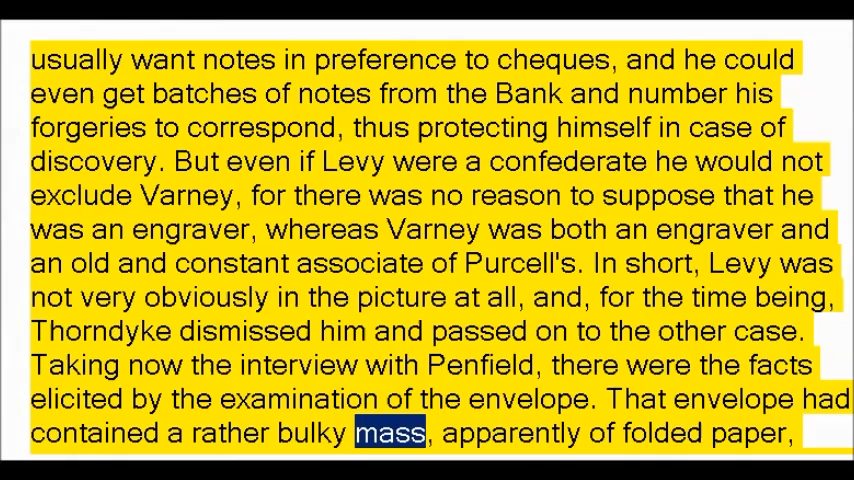 usually want notes in preference to cheques, and he could
even get batches of notes from the Bank and number his
forgeries to correspond, thus protecting himself in case of
discovery. But even if Levy were a confederate he would not
exclude Varney, for there was no reason to suppose that he
was an engraver, whereas Varney was both an engraver and
an old and constant associate of Purcell's. In short, Levy was
not very obviously in the picture at all, and, for the time being,
Thorndyke dismissed him and passed on to the other case.
Taking now the interview with Penfield, there were the facts
elicited by the examination of the envelope. That envelope had
contained a rather bulky mass, apparently of folded paper,